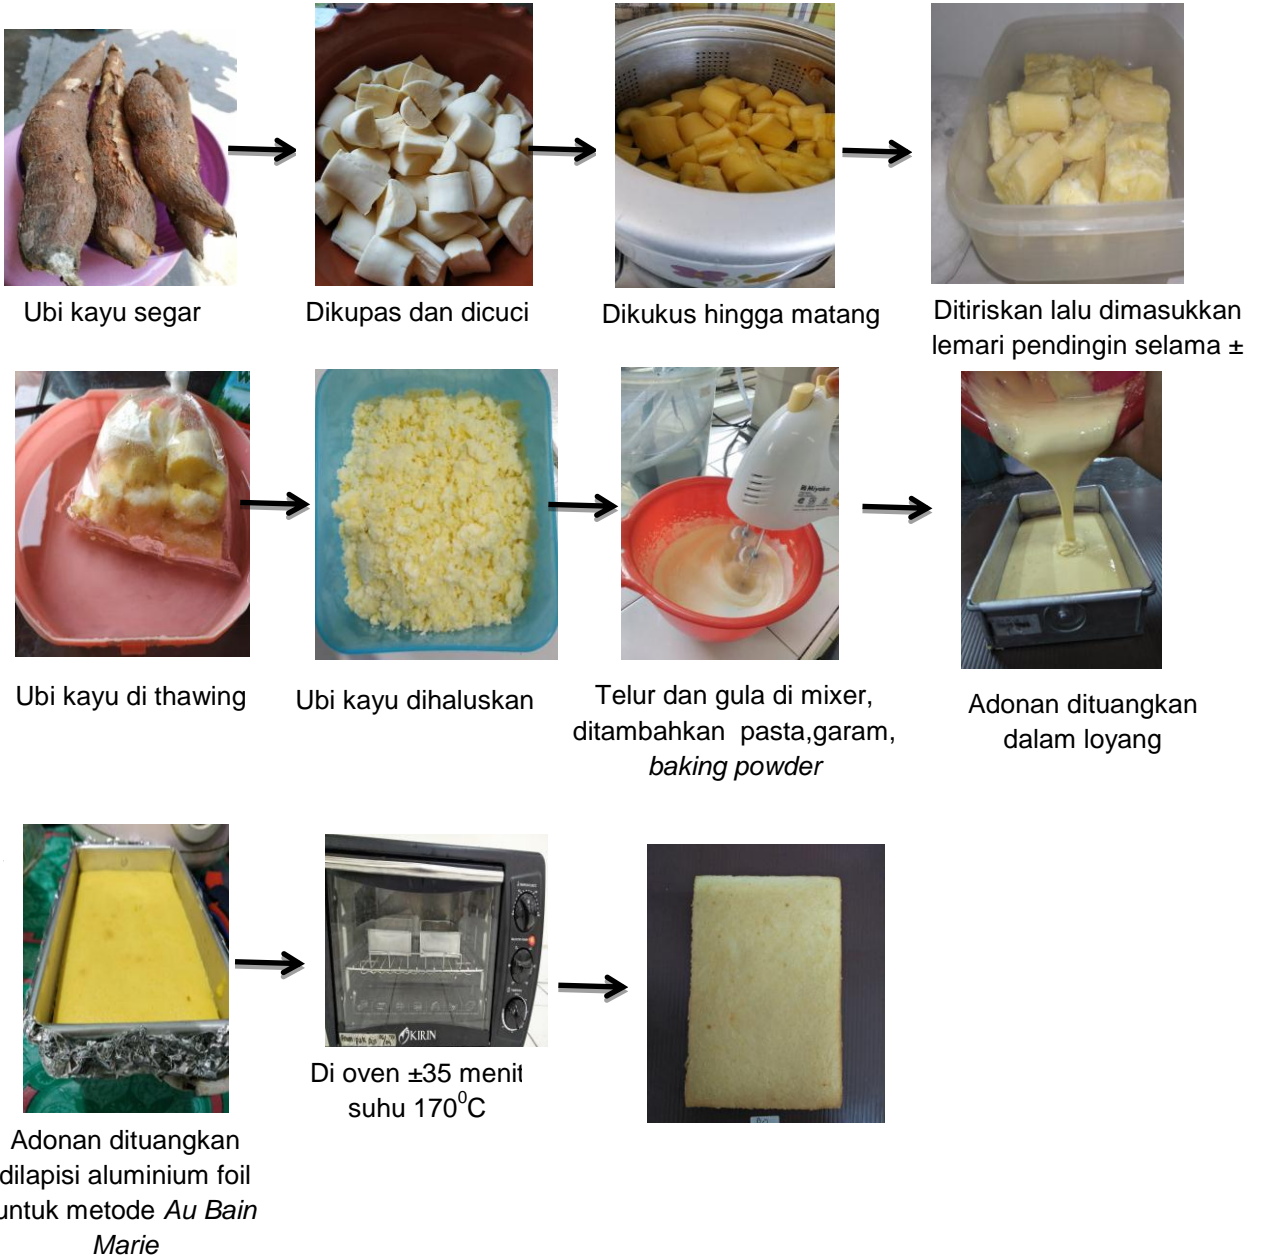 Ubi kayu segar
Dikupas dan dicuci
Dikukus hingga matang
Ditiriskan lalu dimasukkan
lemari pendingin selama ±
Ubi kayu di thawing
Ubi kayu dihaluskan
Telur dan gula di mixer,
ditambahkan pasta,garam,
baking powder
Adonan dituangkan
dalam loyang
Miyako
KIRIN
Adonan dituangkan
dilapisi aluminium foil
untuk metode Au Bain
Marie
Di oven ±35 menit
suhu 170⁰C